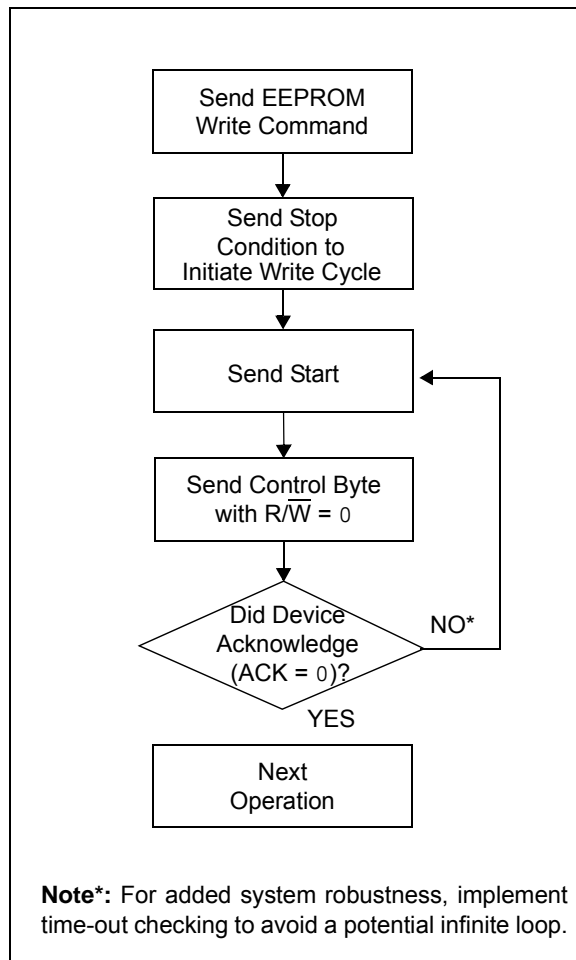 Send EEPROM
Write Command
Send Stop
Condition to
Initiate Write Cycle
Send Start
Send Control Byte
with R/W̅ = 0
Did Device
Acknowledge
(ACK = 0)?
NO*
YES
Next
Operation
Note*: For added system robustness, implement
time-out checking to avoid a potential infinite loop.